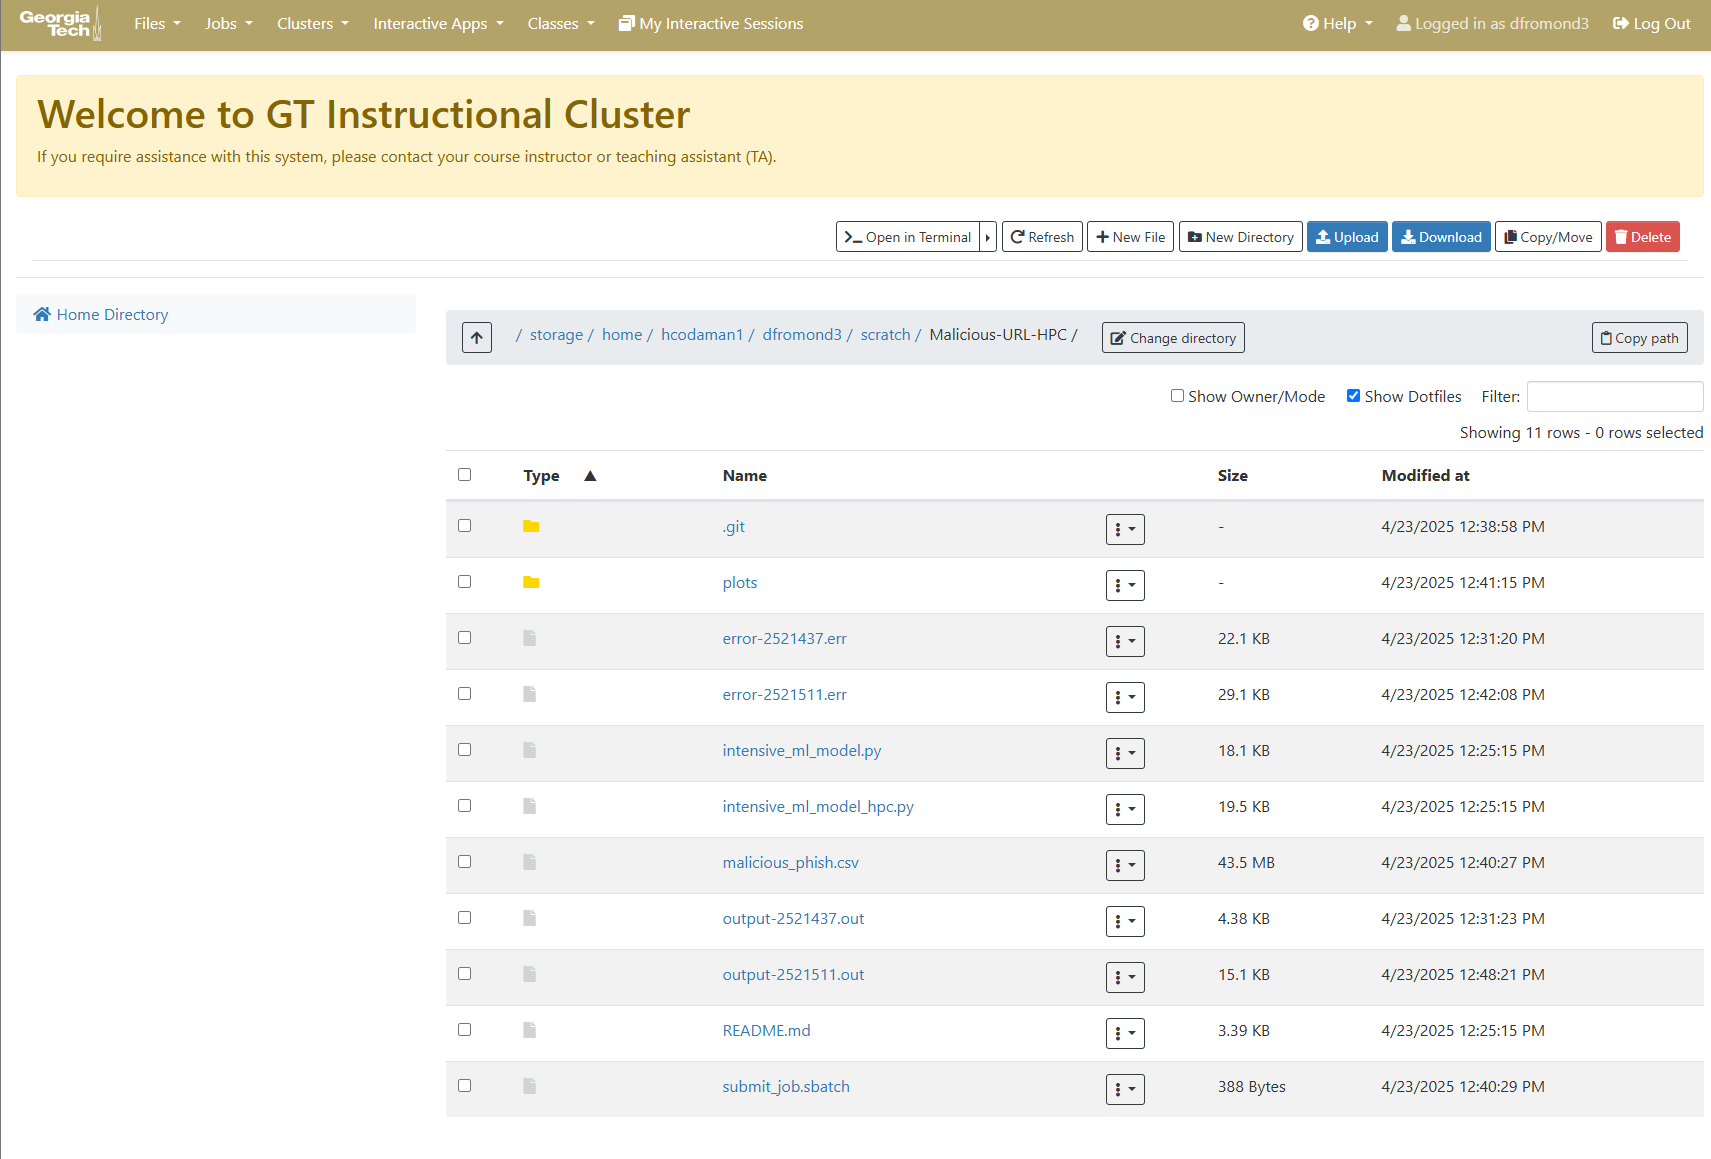 Georgia Tech Files Jobs Clusters Interactive Apps Classes My Interactive Sessions Help Logged in as dfromond3 Log Out
Welcome to GT Instructional Cluster
If you require assistance with this system, please contact your course instructor or teaching assistant (TA).
Open in Terminal Refresh New File New Directory Upload Download Copy/Move Delete
Home Directory
/ storage / home / hcodaman1 / dfromond3 / scratch / Malicious-URL-HPC / Change directory Copy path
Show Owner/Mode Show Dotfiles Filter:
Showing 11 rows - 0 rows selected
Type ▲ Name Size Modified at
.git - 4/23/2025 12:38:58 PM
plots - 4/23/2025 12:41:15 PM
error-2521437.err 22.1 KB 4/23/2025 12:31:20 PM
error-2521511.err 29.1 KB 4/23/2025 12:42:08 PM
intensive_ml_model.py 18.1 KB 4/23/2025 12:25:15 PM
intensive_ml_model_hpc.py 19.5 KB 4/23/2025 12:25:15 PM
malicious_phish.csv 43.5 MB 4/23/2025 12:40:27 PM
output-2521437.out 4.38 KB 4/23/2025 12:31:23 PM
output-2521511.out 15.1 KB 4/23/2025 12:48:21 PM
README.md 3.39 KB 4/23/2025 12:25:15 PM
submit_job.sbatch 388 Bytes 4/23/2025 12:40:29 PM